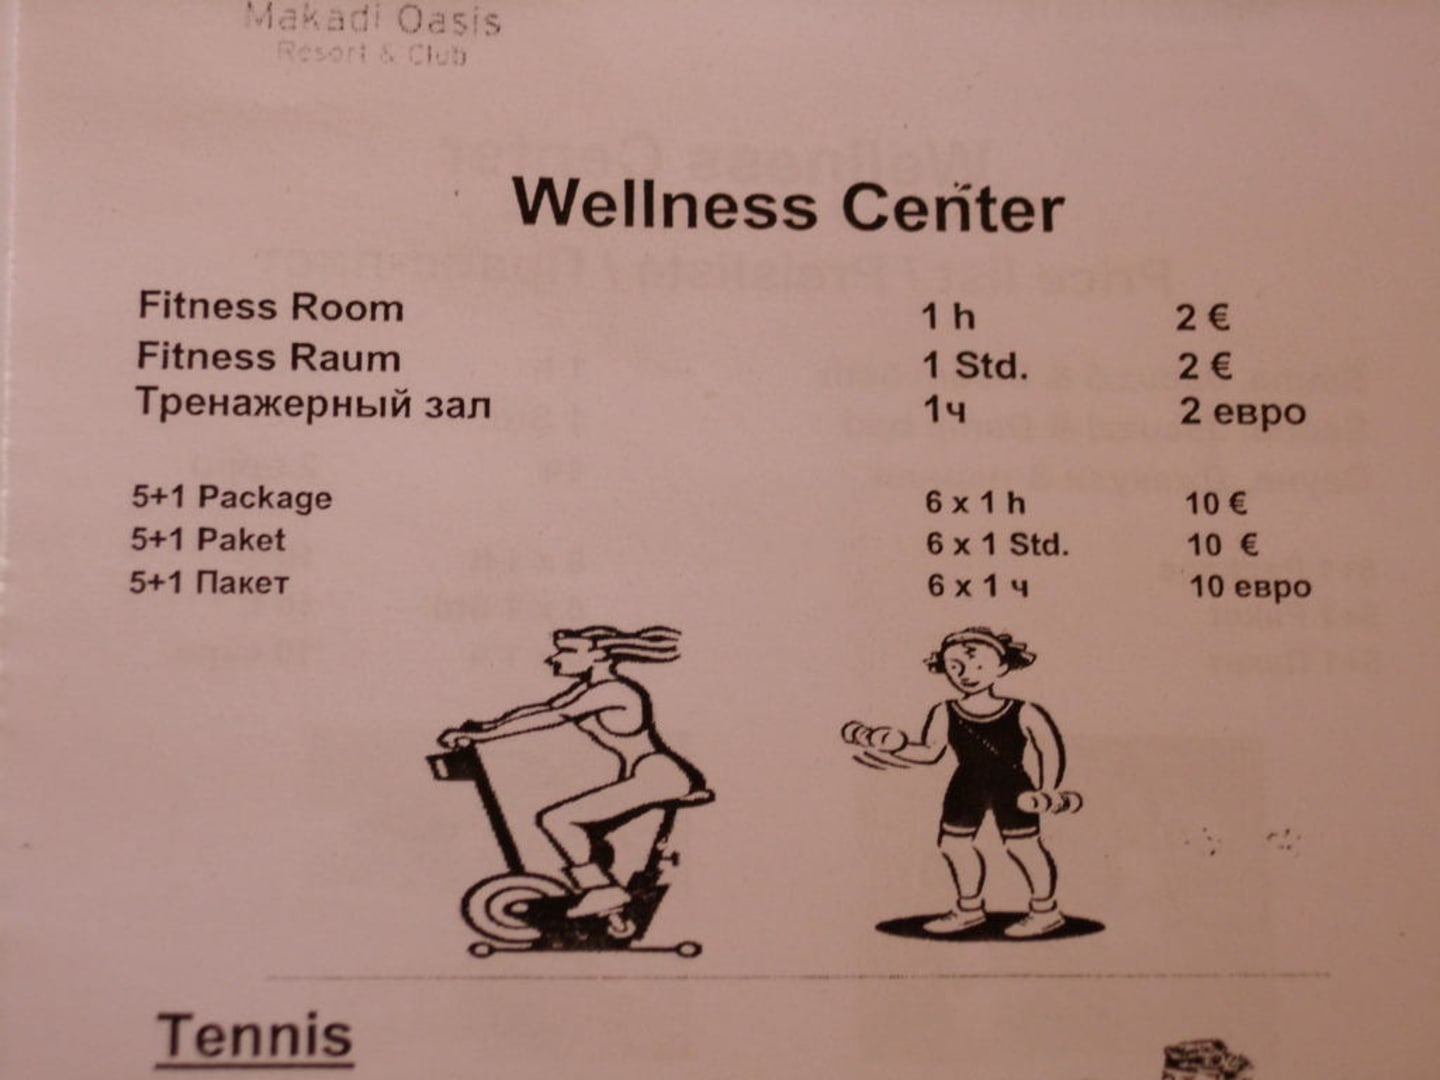 Makadi Oasis
Resort & Club
Wellness Center
Fitness Room 1 h 2 €
Fitness Raum 1 Std. 2 €
Тренажерный зал 1ч 2 евро
5+1 Package 6 x 1 h 10 €
5+1 Paket 6 x 1 Std. 10 €
5+1 Пакет 6 x 1 ч 10 евро
Tennis